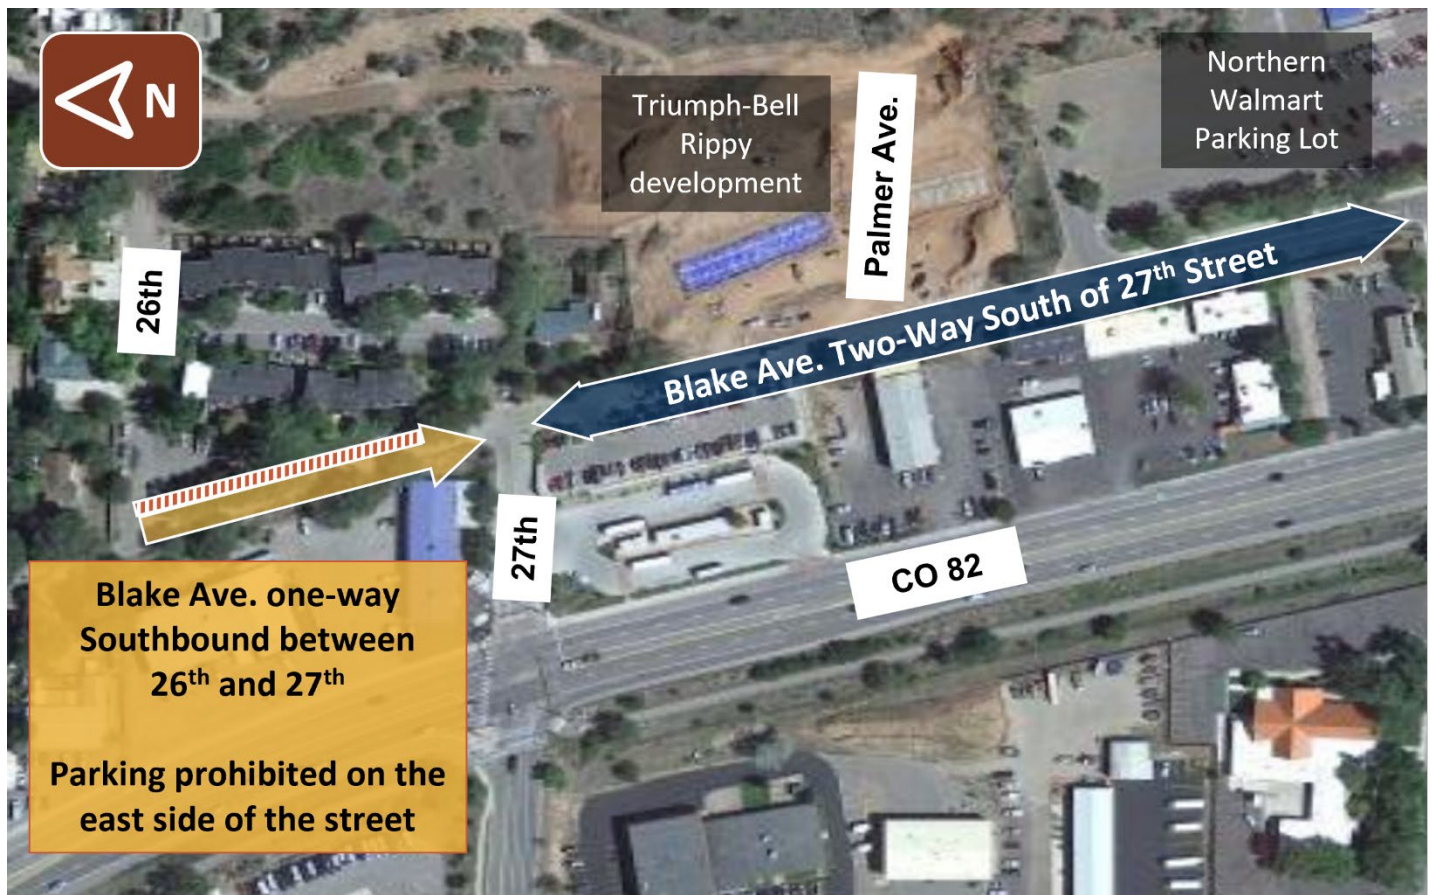 N
Triumph-Bell
Rippy
development
Palmer Ave.
Northern
Walmart
Parking Lot
26th
Blake Ave. Two-Way South of 27th Street
27th
CO 82
Blake Ave. one-way
Southbound between
26th and 27th
Parking prohibited on the
east side of the street